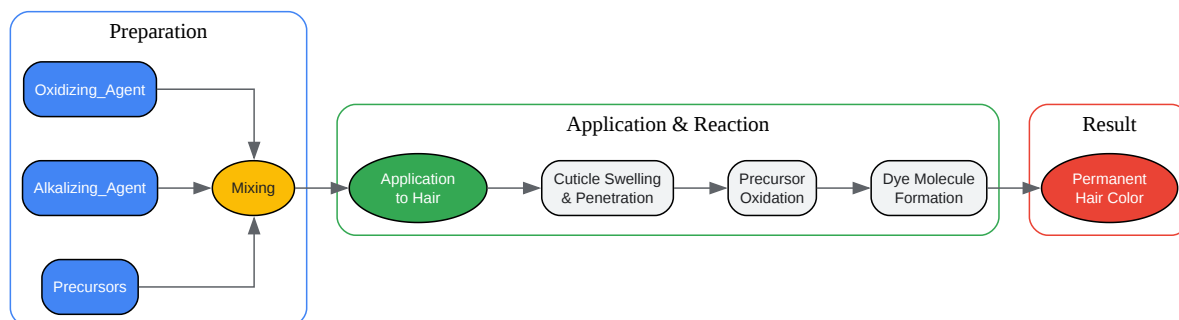 Preparation
Oxidizing_Agent
Alkalizing_Agent
Precursors
Mixing
Application & Reaction
Application
to Hair
Cuticle Swelling
& Penetration
Precursor
Oxidation
Dye Molecule
Formation
Result
Permanent
Hair Color